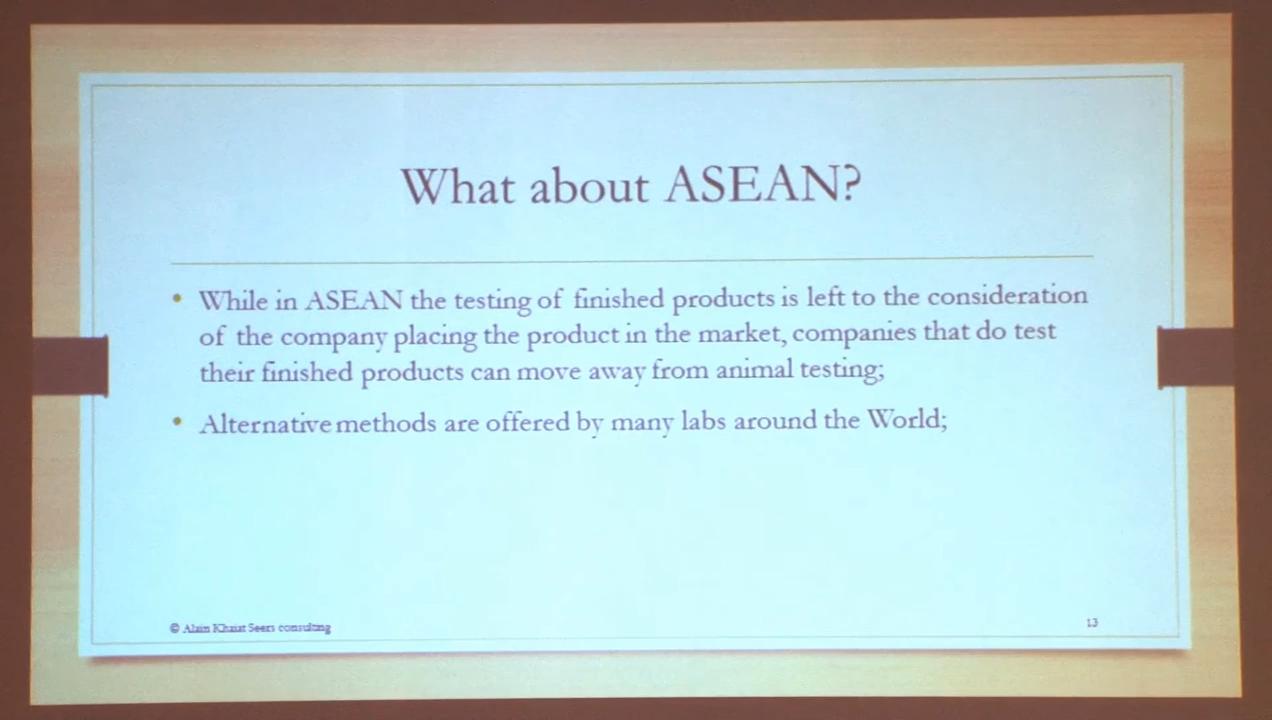 What about ASEAN?
• While in ASEAN the testing of finished products is left to the consideration
of the company placing the product in the market, companies that do test
their finished products can move away from animal testing;
• Alternative methods are offered by many labs around the World;
© Alain Khaiat Seers consulting
13